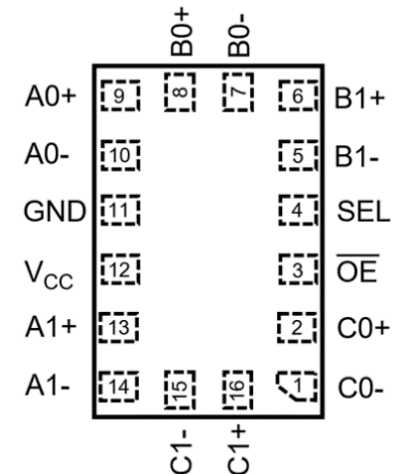 B0+ B0-
A0+ 9 8 7 6 B1+
A0- 10 5 B1-
GND 11 4 SEL
VCC 12 3 OE
A1+ 13 2 C0+
A1- 14 15 16 1 C0-
C1- C1+